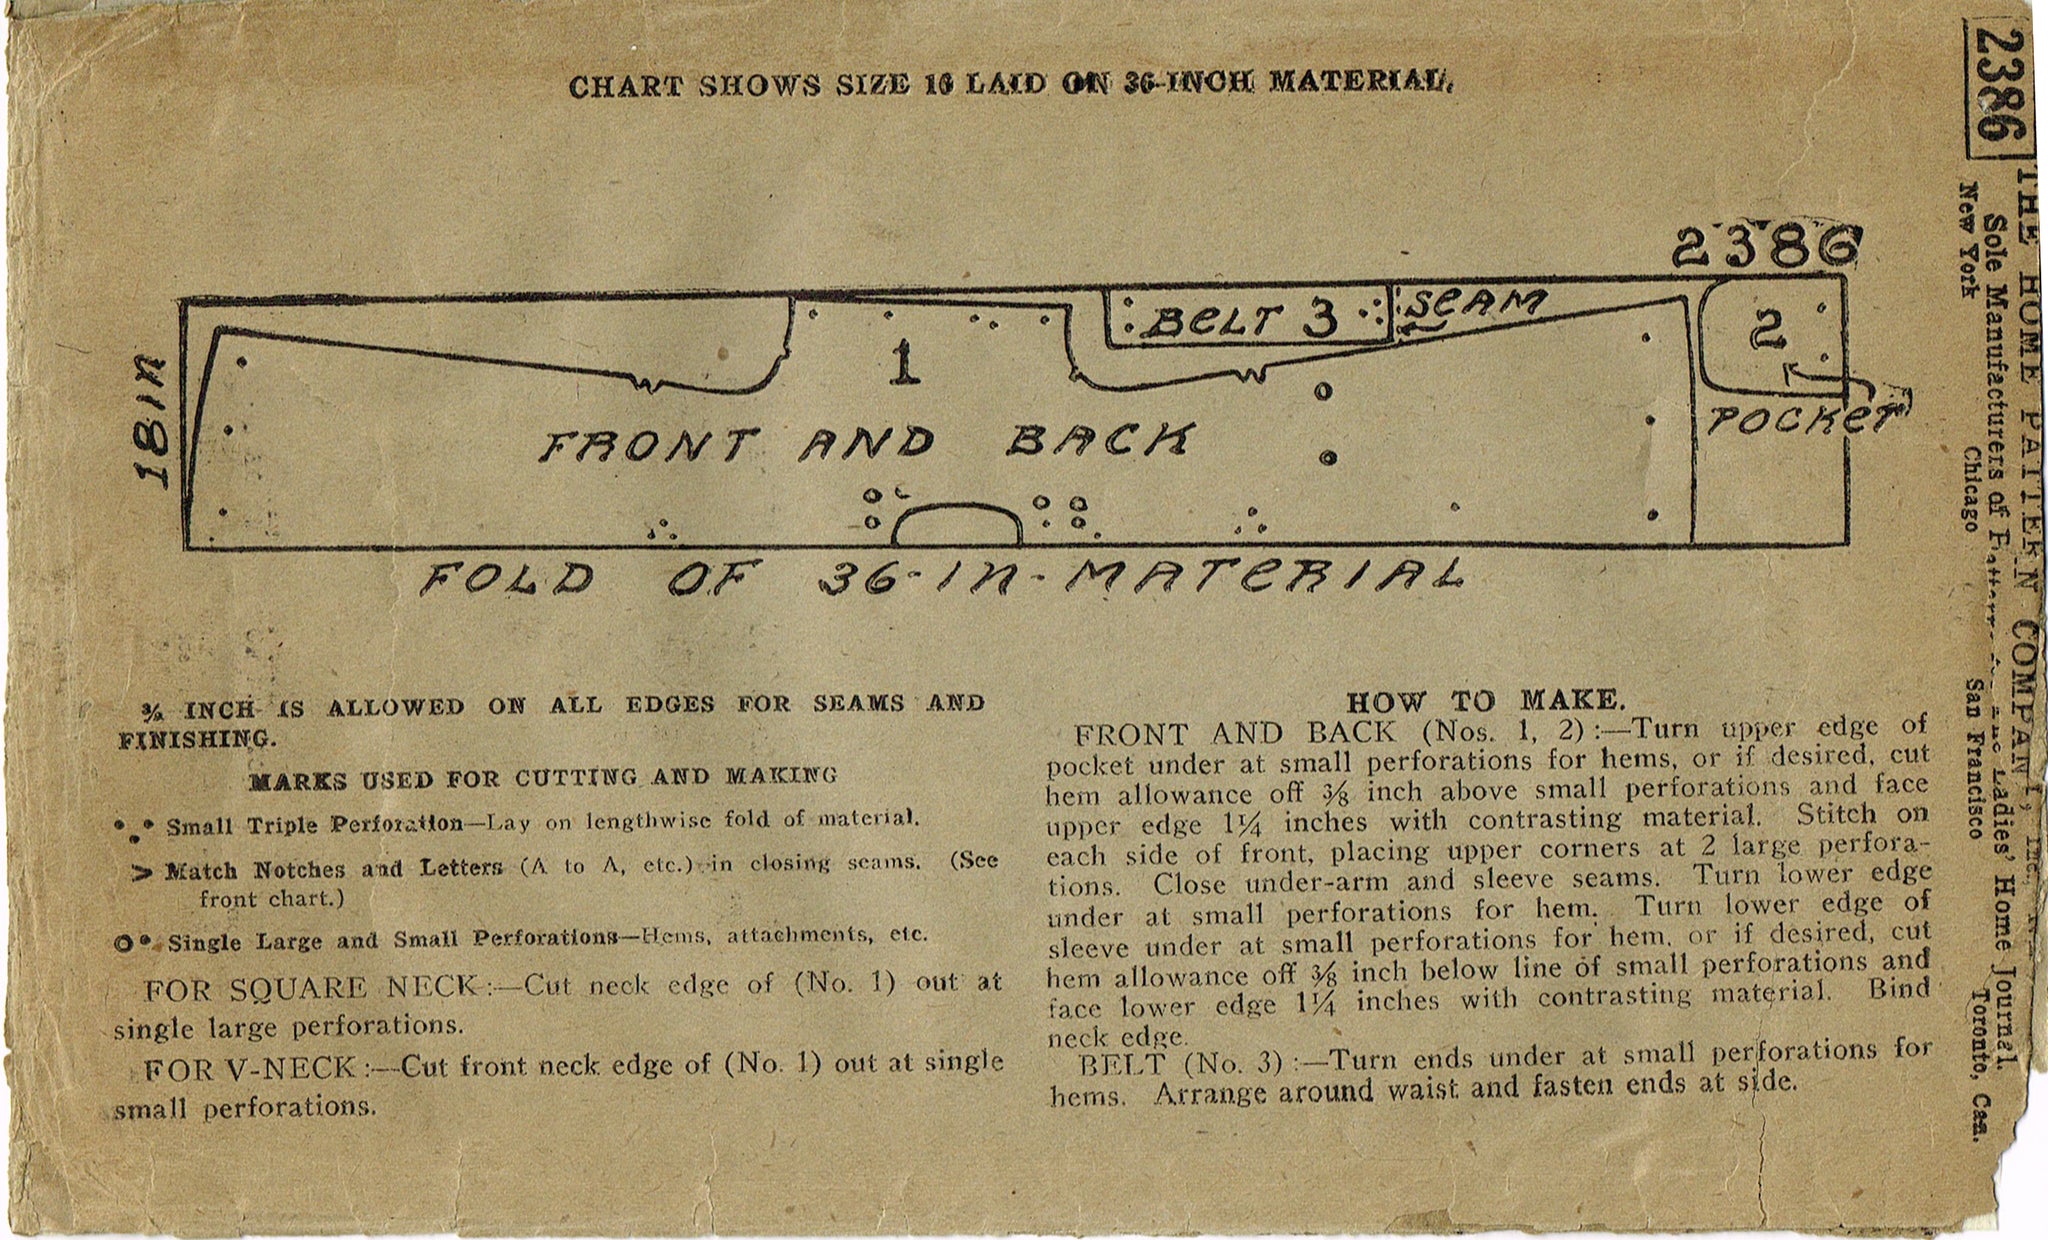 CHART SHOWS SIZE 16 LAID ON 36-INCH MATERIAL.
2386
18 IN
1
BELT 3
SEAM
2
POCKET
FRONT AND BACK
FOLD OF 36-IN-MATERIAL
⅜ INCH IS ALLOWED ON ALL EDGES FOR SEAMS AND
FINISHING.
MARKS USED FOR CUTTING AND MAKING
Small Triple Perforation—Lay on lengthwise fold of material.
> Match Notches and Letters (A to A, etc.) in closing seams. (See
front chart.)
Single Large and Small Perforations—Hems, attachments, etc.
FOR SQUARE NECK:—Cut neck edge of (No. 1) out at
single large perforations.
FOR V-NECK:—Cut front neck edge of (No. 1) out at single
small perforations.
HOW TO MAKE.
FRONT AND BACK (Nos. 1, 2):—Turn upper edge of
pocket under at small perforations for hems, or if desired, cut
hem allowance off ⅜ inch above small perforations and face
upper edge 1¼ inches with contrasting material. Stitch on
each side of front, placing upper corners at 2 large perfora-
tions. Close under-arm and sleeve seams. Turn lower edge
under at small perforations for hem. Turn lower edge of
sleeve under at small perforations for hem, or if desired, cut
hem allowance off ⅜ inch below line of small perforations and
face lower edge 1¼ inches with contrasting material. Bind
neck edge.
BELT (No. 3):—Turn ends under at small perforations for
hems. Arrange around waist and fasten ends at side.
2386
THE HOME PATTERN COMPANY, Inc.
Sole Manufacturers of Ladies' Home Journal.
New York Chicago San Francisco Toronto, Can.